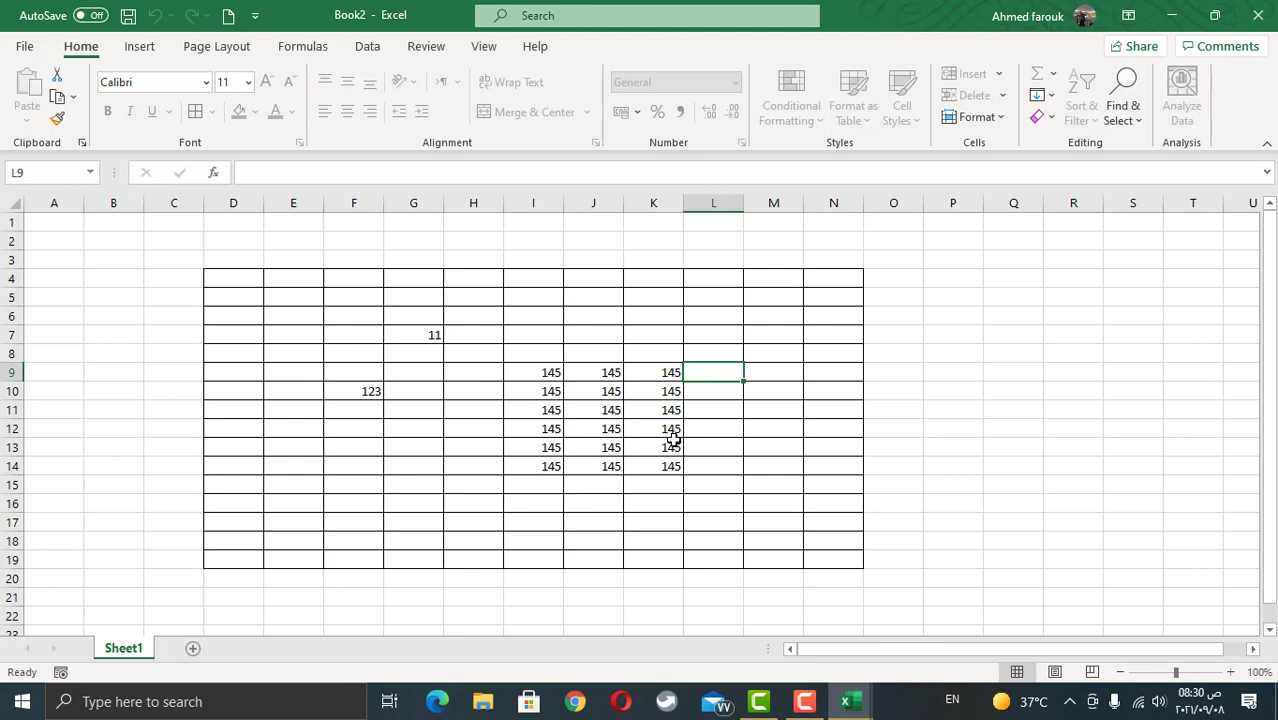 AutoSave Off Book2 - Excel Search Ahmed farouk
File Home Insert Page Layout Formulas Data Review View Help Share Comments
Paste Calibri 11 Wrap Text General Conditional Formatting Format as Table Cell Styles Insert Sort & Filter Find & Select Analyze Data
B I U Merge & Center % , Delete
Format
Clipboard Font Alignment Number Styles Cells Editing Analysis
L9 fx
A B C D E F G H I J K L M N O P Q R S T U
1
2
3
4
5
6
7 11
8
9 145 145 145
10 123 145 145 145
11 145 145 145
12 145 145 145
13 145 145 145
14 145 145 145
15
16
17
18
19
20
21
22
23
Sheet1
Ready 100%
Type here to search VV EN 37°C 08:30 ص
٢٠٢١/٠٩/٠٨